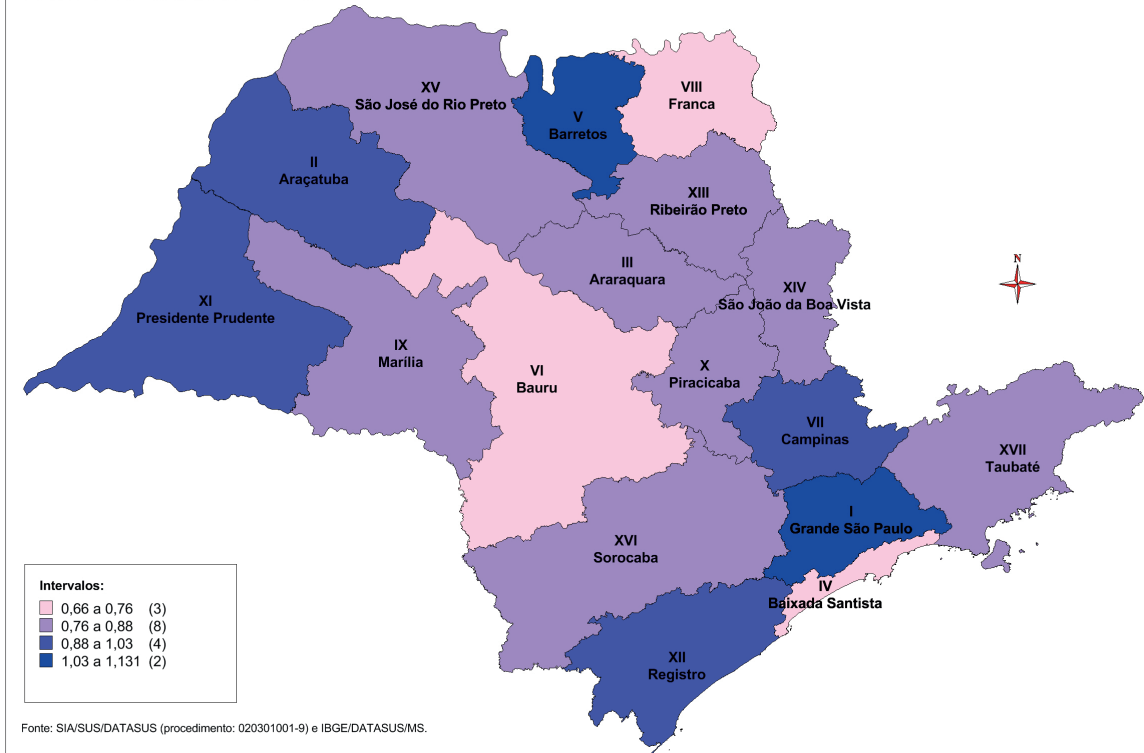 XV
São José do Rio Preto
VIII
Franca
V
Barretos
II
Araçatuba
XIII
Ribeirão Preto
III
Araraquara
N
XIV
São João da Boa Vista
XI
Presidente Prudente
IX
Marília
VI
Bauru
X
Piracicaba
VII
Campinas
XVII
Taubaté
I
Grande São Paulo
XVI
Sorocaba
IV
Baixada Santista
XII
Registro
Intervalos:
0,66 a 0,76 (3)
0,76 a 0,88 (8)
0,88 a 1,03 (4)
1,03 a 1,131 (2)
Fonte: SIA/SUS/DATASUS (procedimento: 020301001-9) e IBGE/DATASUS/MS.